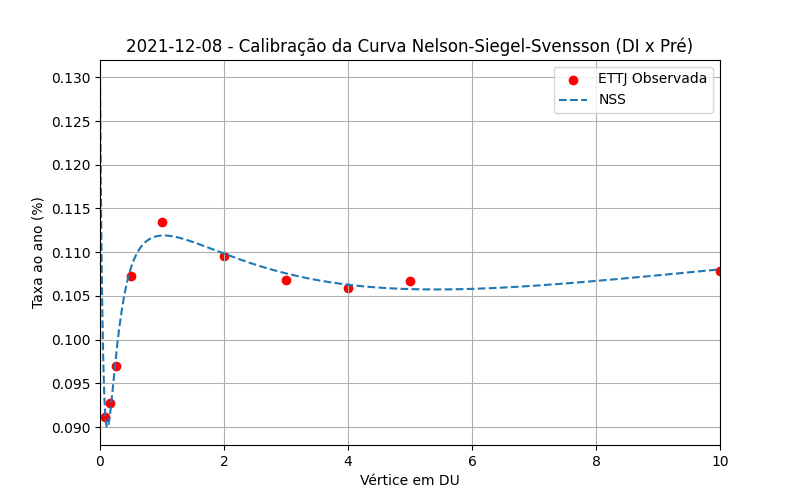 2021-12-08 - Calibração da Curva Nelson-Siegel-Svensson (DI x Pré)
ETTJ Observada
NSS
Taxa ao ano (%)
0.130
0.125
0.120
0.115
0.110
0.105
0.100
0.095
0.090
0 2 4 6 8 10
Vértice em DU